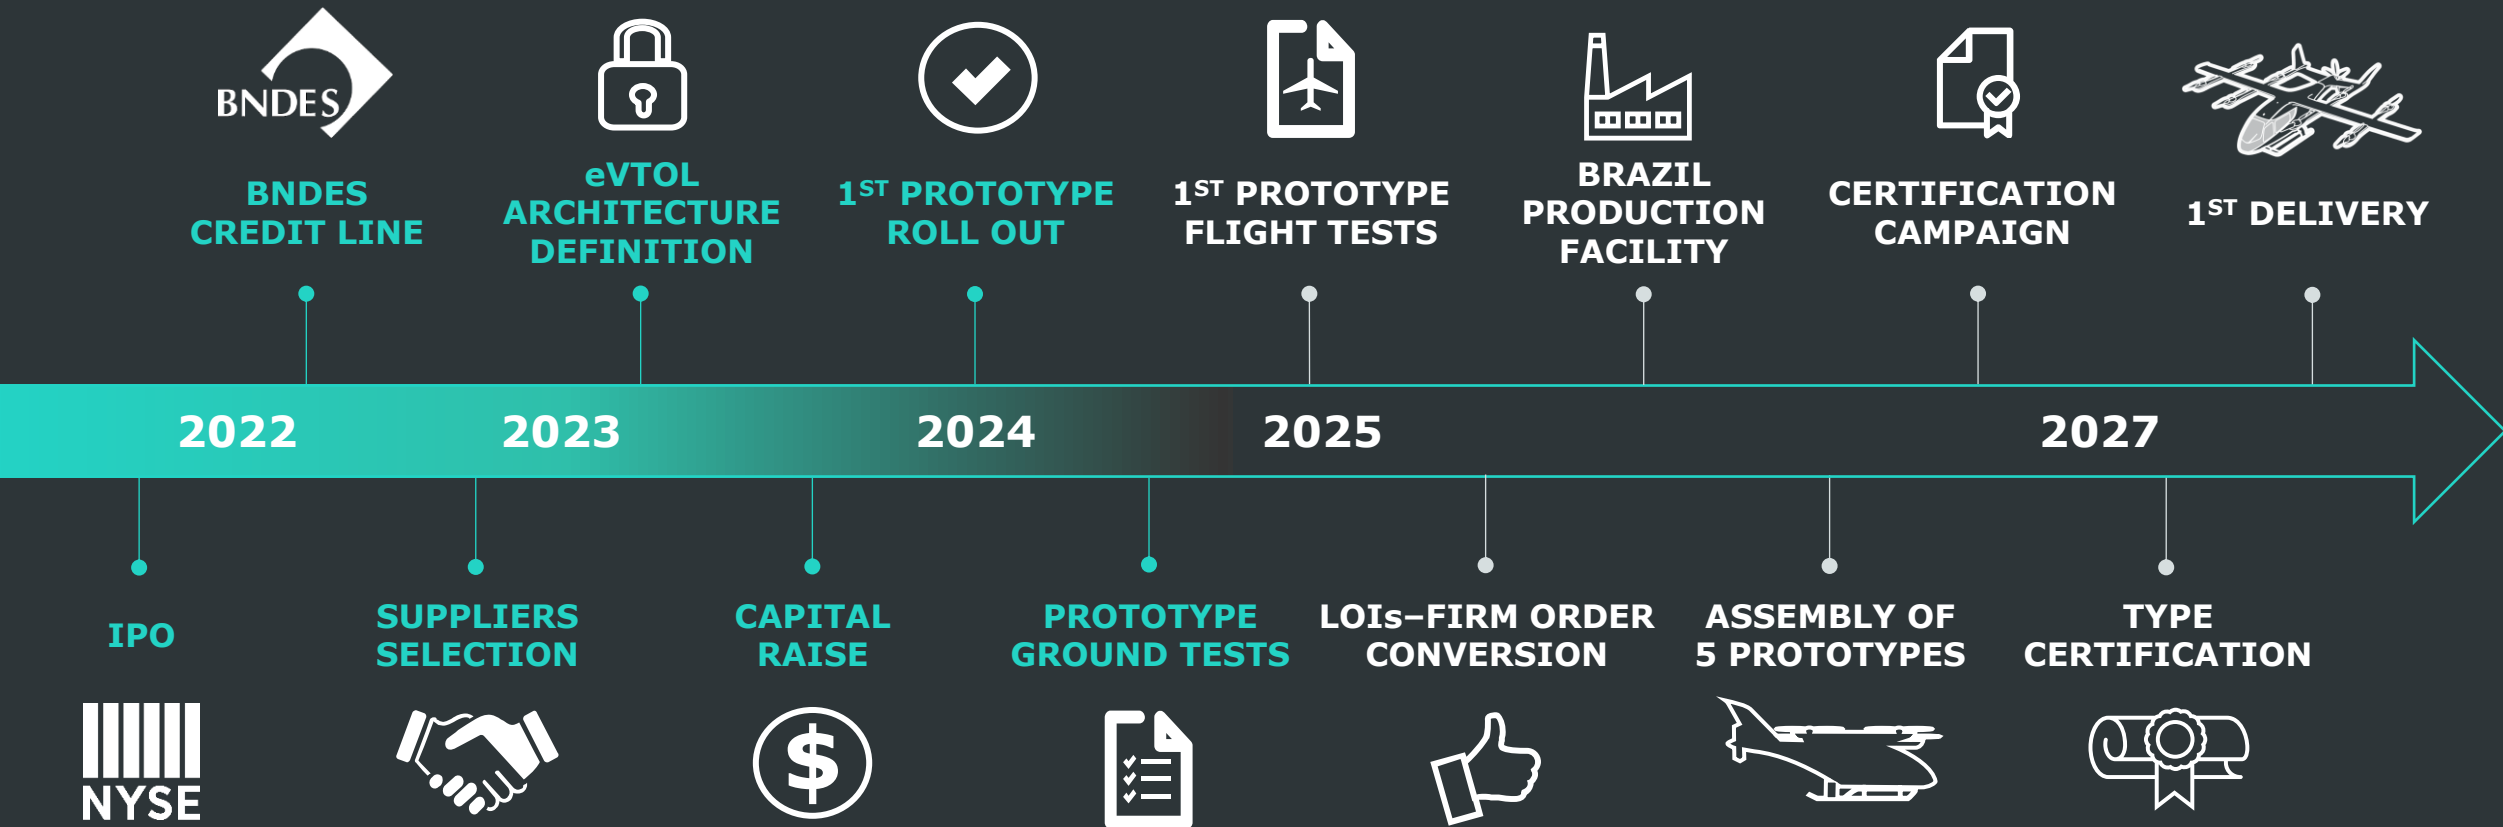 BNDES
BNDES
CREDIT LINE
eVTOL
ARCHITECTURE
DEFINITION
1ST PROTOTYPE
ROLL OUT
1ST PROTOTYPE
FLIGHT TESTS
BRAZIL
PRODUCTION
FACILITY
CERTIFICATION
CAMPAIGN
1ST DELIVERY
2022
2023
2024
2025
2027
IPO
NYSE
SUPPLIERS
SELECTION
CAPITAL
RAISE
$
PROTOTYPE
GROUND TESTS
LOIs–FIRM ORDER
CONVERSION
ASSEMBLY OF
5 PROTOTYPES
TYPE
CERTIFICATION